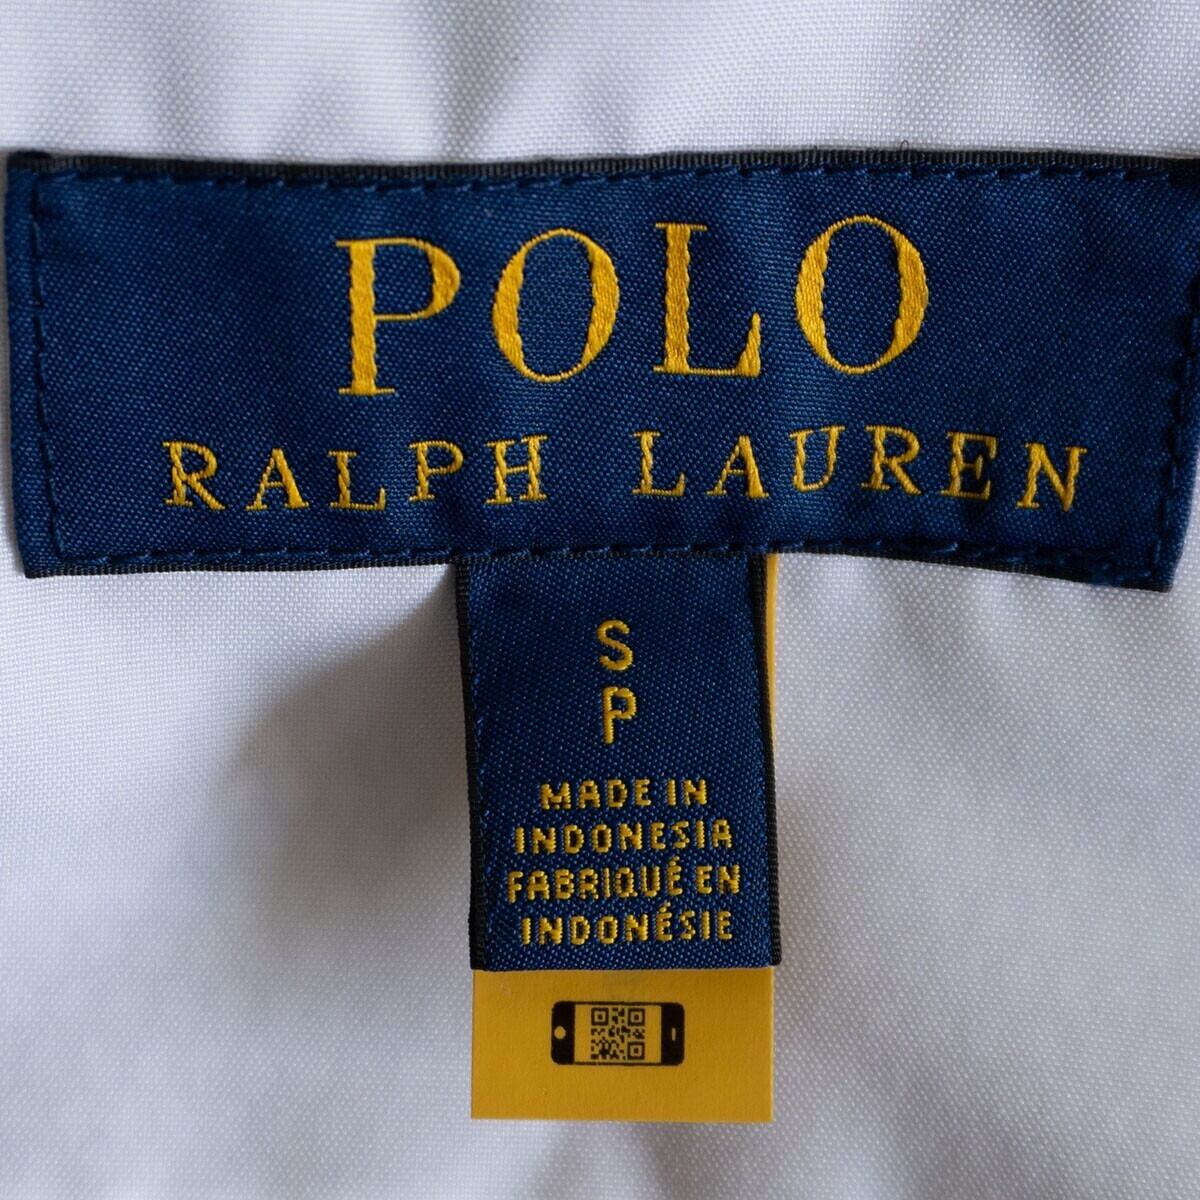 POLO
RALPH LAUREN
S
P
MADE IN
INDONESIA
FABRIQUÉ EN
INDONÉSIE